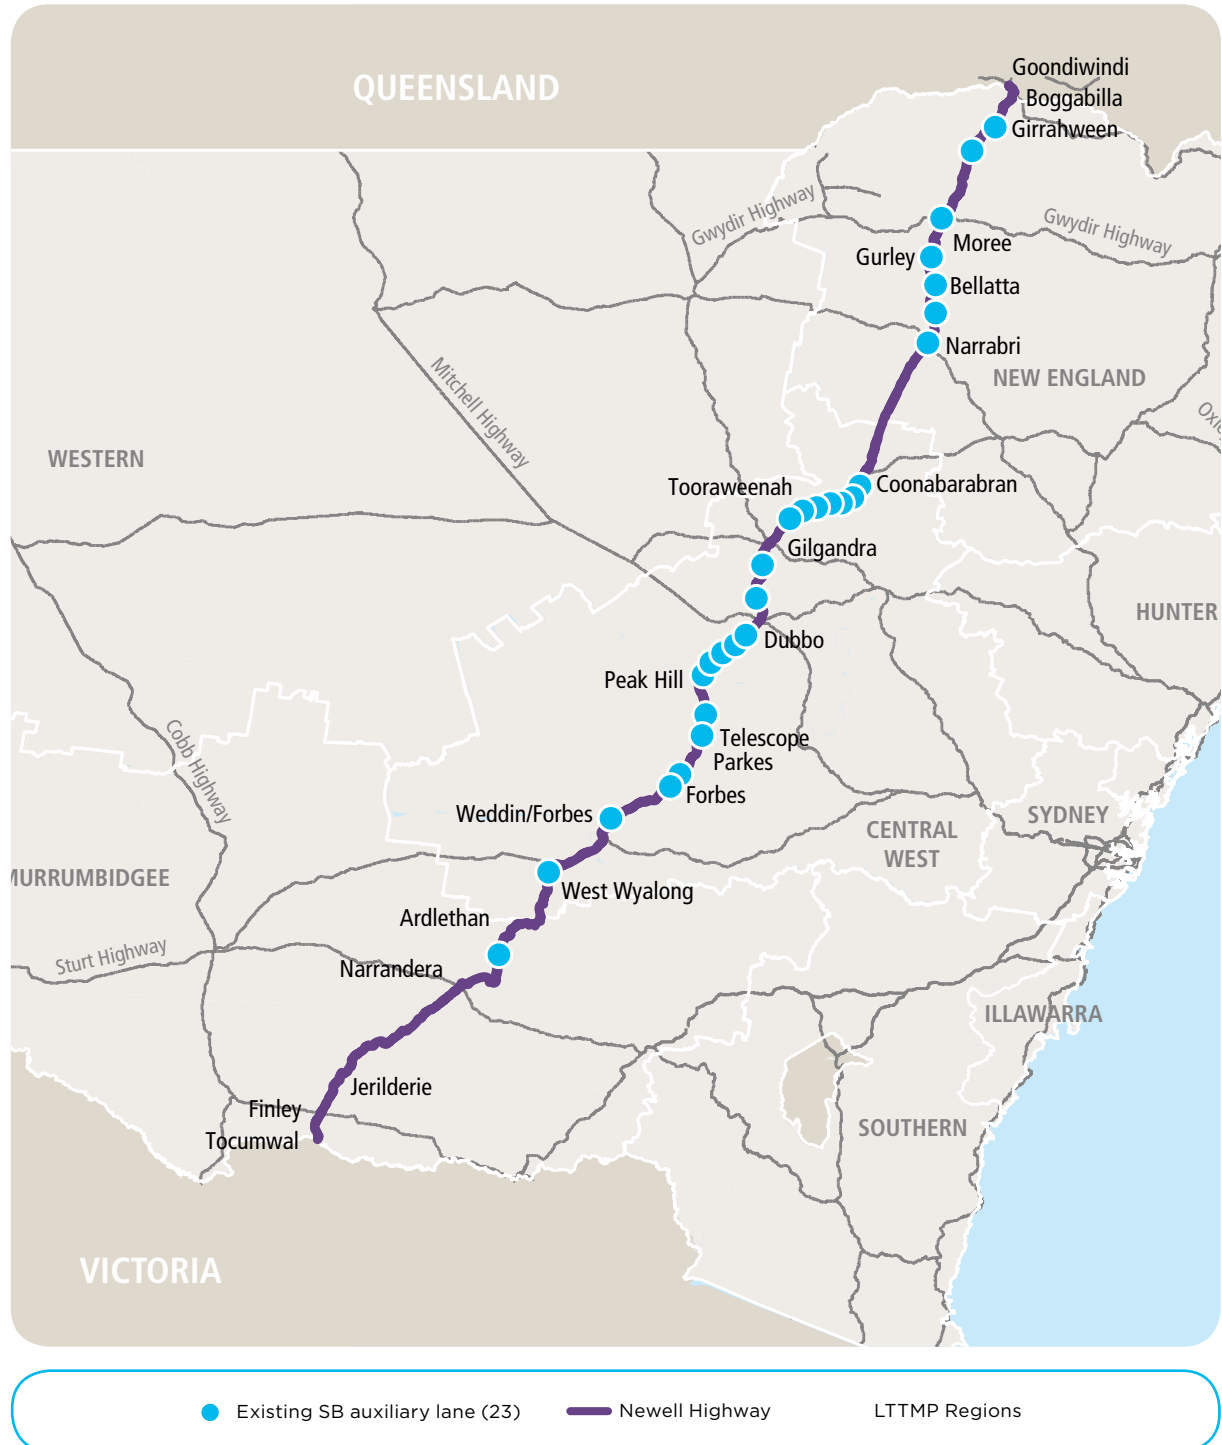 Goondiwindi
QUEENSLAND
Boggabilla
Girrahween
Gwydir Highway
Gwydir Highway
Moree
Gurley
Bellatta
Narrabri
NEW ENGLAND
Mitchell Highway
WESTERN
Tooraweenah
Coonabarabran
Gilgandra
HUNTER
Dubbo
Peak Hill
Cobb Highway
Telescope
Parkes
Forbes
Weddin/Forbes
SYDNEY
CENTRAL
WEST
MURRUMBIDGEE
West Wyalong
Ardlethan
Sturt Highway
Narrandera
ILLAWARRA
Jerilderie
Finley
SOUTHERN
Tocumwal
VICTORIA
Existing SB auxiliary lane (23)
Newell Highway
LTTMP Regions